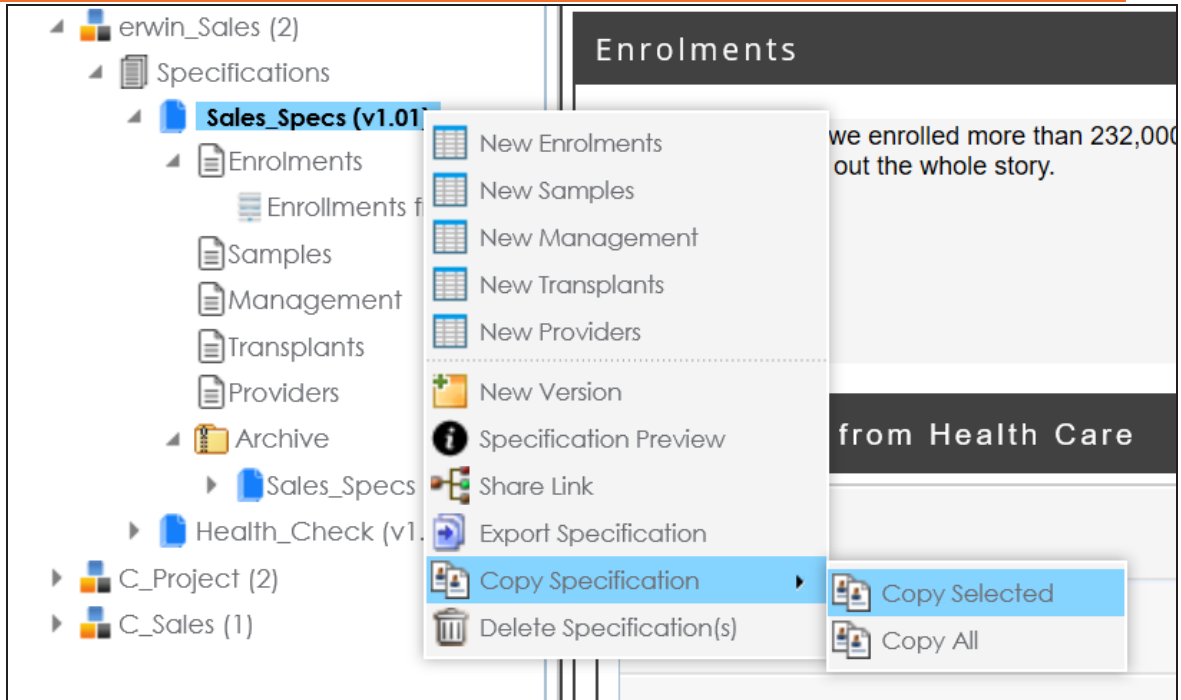 erwin_Sales (2)
Specifications
Sales_Specs (v1.01)
Enrolments
Enrollments f
Samples
Management
Transplants
Providers
Archive
Sales_Specs
Health_Check (v1.
C_Project (2)
C_Sales (1)
New Enrolments
New Samples
New Management
New Transplants
New Providers
New Version
Specification Preview
Share Link
Export Specification
Copy Specification
Delete Specification(s)
Copy Selected
Copy All
Enrolments
we enrolled more than 232,000
out the whole story.
from Health Care